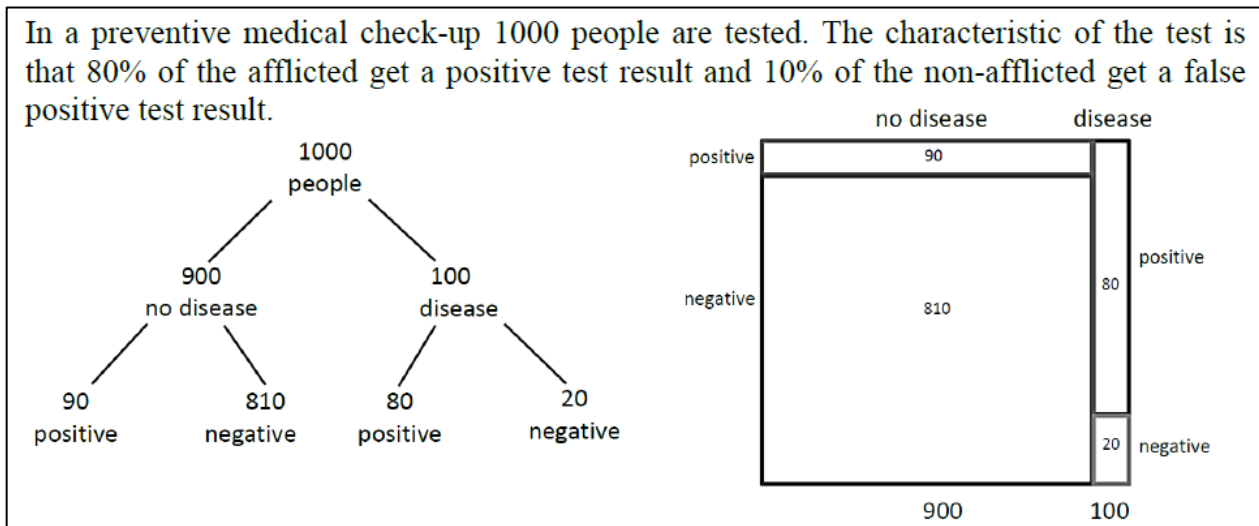 In a preventive medical check-up 1000 people are tested. The characteristic of the test is
that 80% of the afflicted get a positive test result and 10% of the non-afflicted get a false
positive test result.
1000
people
900
no disease
100
disease
90
positive
810
negative
80
positive
20
negative
no disease
disease
positive
90
negative
810
80
positive
20
negative
900
100